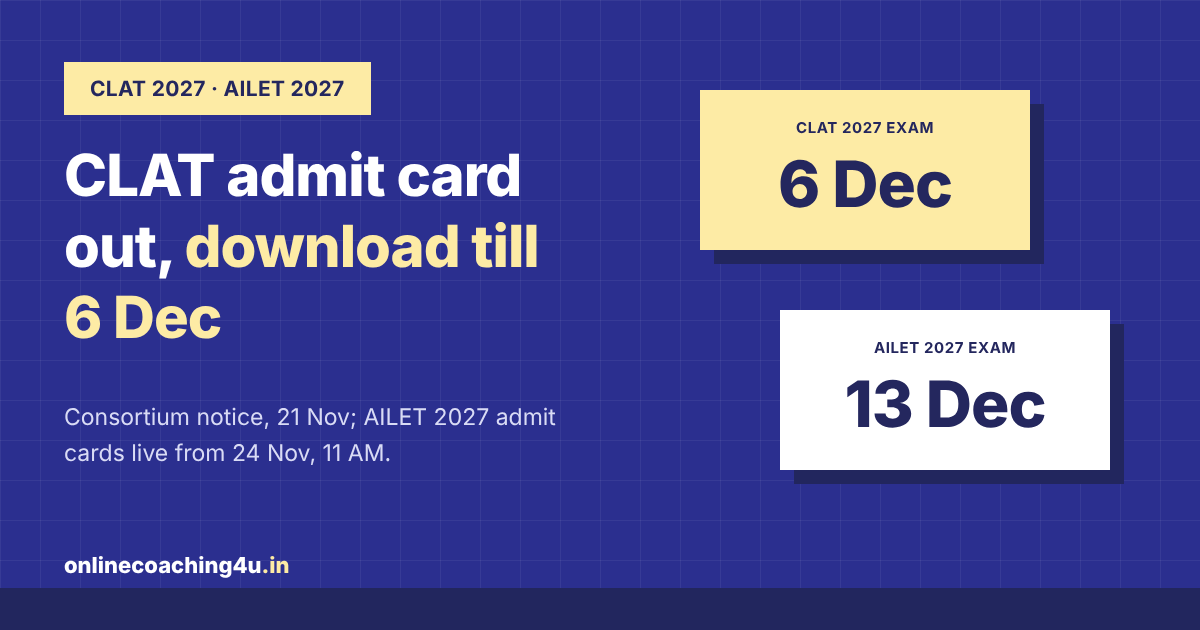 CLAT 2027 · AILET 2027
CLAT admit card
out, download till
6 Dec
Consortium notice, 21 Nov; AILET 2027 admit
cards live from 24 Nov, 11 AM.
onlinecoaching4u.in
CLAT 2027 EXAM
6 Dec
AILET 2027 EXAM
13 Dec